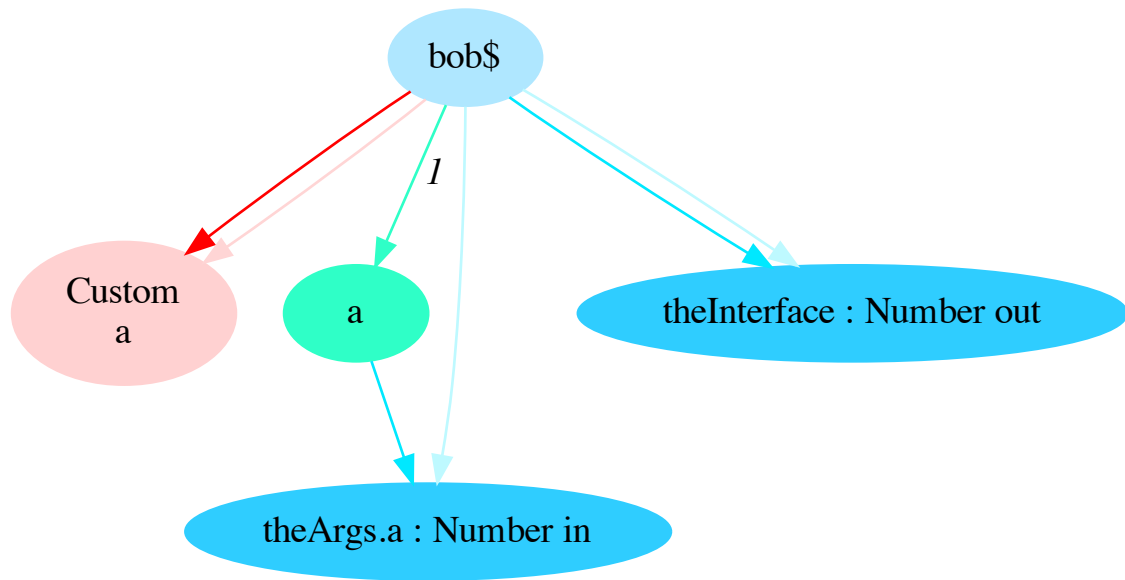 bob$
1
Custom
a
a
theInterface : Number out
theArgs.a : Number in